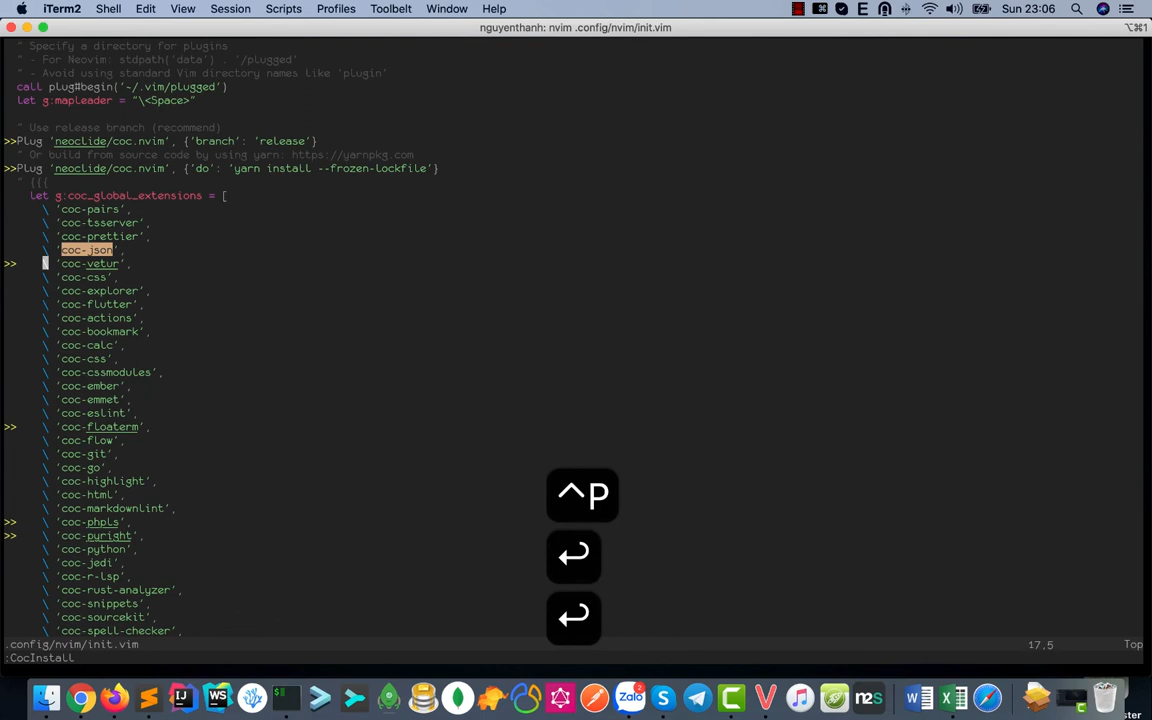 iTerm2 Shell Edit View Session Scripts Profiles Toolbelt Window Help Sun 23:06
nguyenthanh: nvim .config/nvim/init.vim ⌥⌘1
" Specify a directory for plugins
" - For Neovim: stdpath('data') . '/plugged'
" - Avoid using standard Vim directory names like 'plugin'
call plug#begin('~/.vim/plugged')
let g:mapleader = "\<Space>"
" Use release branch (recommend)
>>Plug 'neoclide/coc.nvim', {'branch': 'release'}
" Or build from source code by using yarn: https://yarnpkg.com
>>Plug 'neoclide/coc.nvim', {'do': 'yarn install --frozen-lockfile'}
" {{{
let g:coc_global_extensions = [
\ 'coc-pairs',
\ 'coc-tsserver',
\ 'coc-prettier',
\ 'coc-json',
>> \ 'coc-vetur',
\ 'coc-css',
\ 'coc-explorer',
\ 'coc-flutter',
\ 'coc-actions',
\ 'coc-bookmark',
\ 'coc-calc',
\ 'coc-css',
\ 'coc-cssmodules',
\ 'coc-ember',
\ 'coc-emmet',
\ 'coc-eslint',
>> \ 'coc-floaterm',
\ 'coc-flow',
\ 'coc-git',
\ 'coc-go',
\ 'coc-highlight',
\ 'coc-html',
\ 'coc-markdownlint',
>> \ 'coc-phpls',
>> \ 'coc-pyright',
\ 'coc-python',
\ 'coc-jedi',
\ 'coc-r-lsp',
\ 'coc-rust-analyzer',
\ 'coc-snippets',
\ 'coc-sourcekit',
\ 'coc-spell-checker',
^P
.config/nvim/init.vim 17,5 Top
:CocInstall
IJ WS Zalo 2 n2s
ster